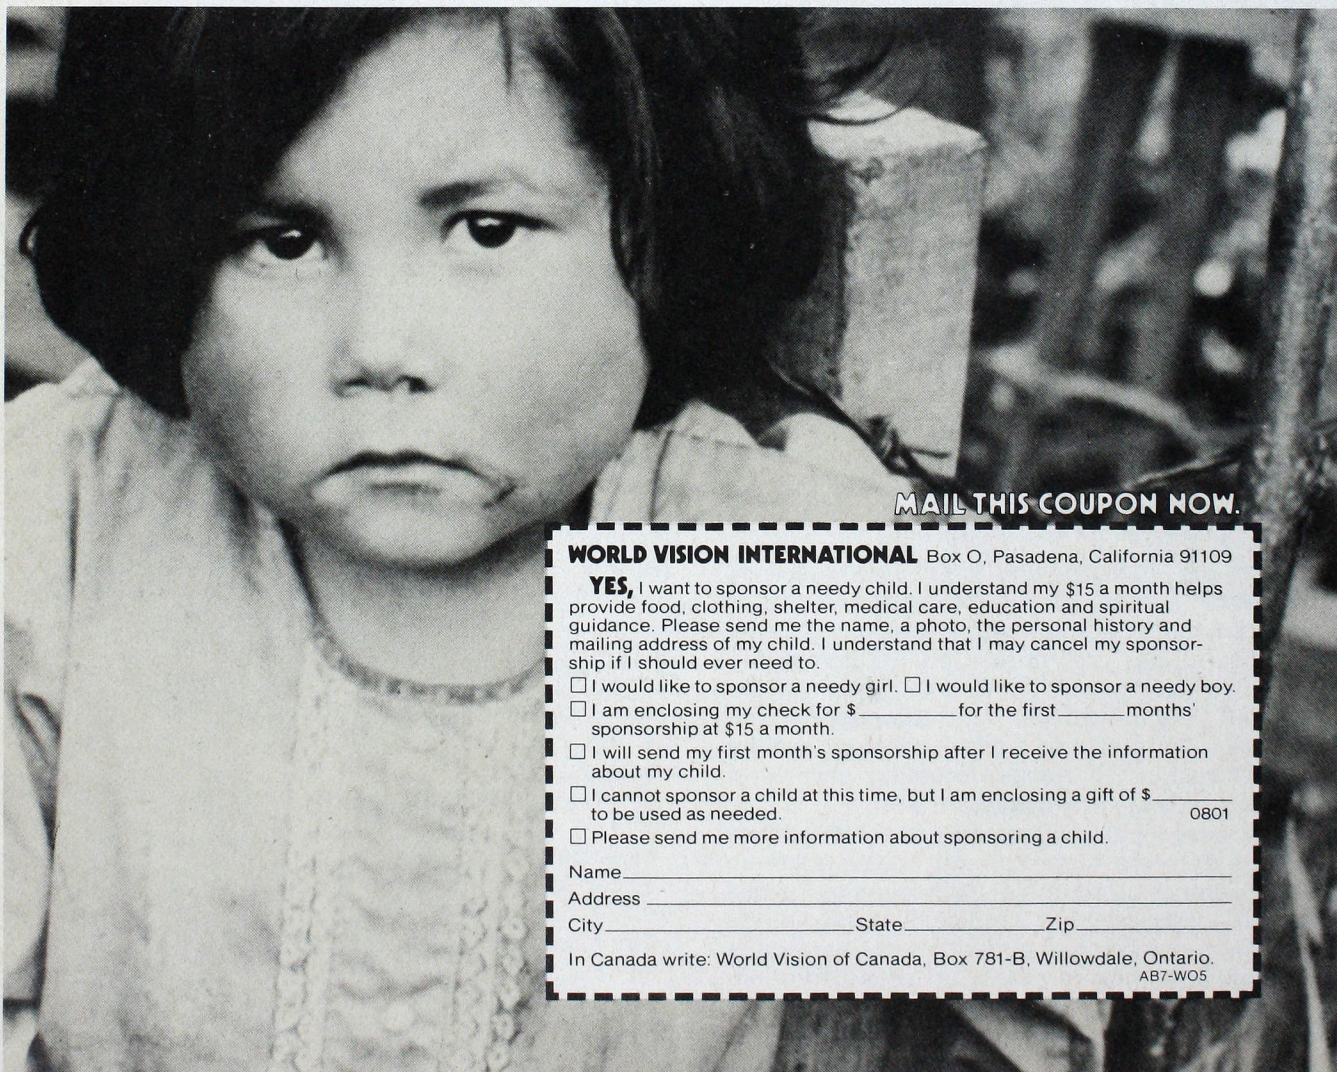 MAIL THIS COUPON NOW.
WORLD VISION INTERNATIONAL Box O, Pasadena, California 91109
YES, I want to sponsor a needy child. I understand my $15 a month helps
provide food, clothing, shelter, medical care, education and spiritual
guidance. Please send me the name, a photo, the personal history and
mailing address of my child. I understand that I may cancel my sponsor-
ship if I should ever need to.
☐ I would like to sponsor a needy girl. ☐ I would like to sponsor a needy boy.
☐ I am enclosing my check for $__________for the first_______months'
sponsorship at $15 a month.
☐ I will send my first month's sponsorship after I receive the information
about my child.
☐ I cannot sponsor a child at this time, but I am enclosing a gift of $________
to be used as needed. 0801
☐ Please send me more information about sponsoring a child.
Name__________
Address __________
City__________State__________Zip__________
In Canada write: World Vision of Canada, Box 781-B, Willowdale, Ontario.
AB7-WO5